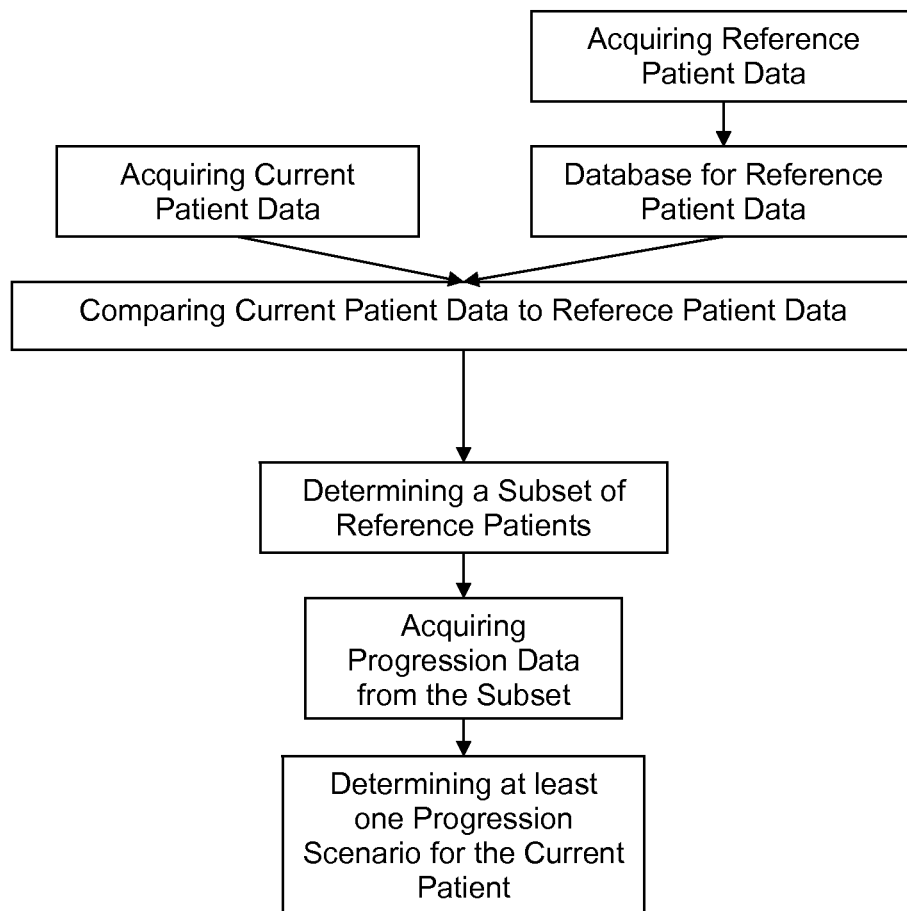 Acquiring Reference
Patient Data
Acquiring Current
Patient Data
Database for Reference
Patient Data
Comparing Current Patient Data to Referece Patient Data
Determining a Subset of
Reference Patients
Acquiring
Progression Data
from the Subset
Determining at least
one Progression
Scenario for the Current
Patient